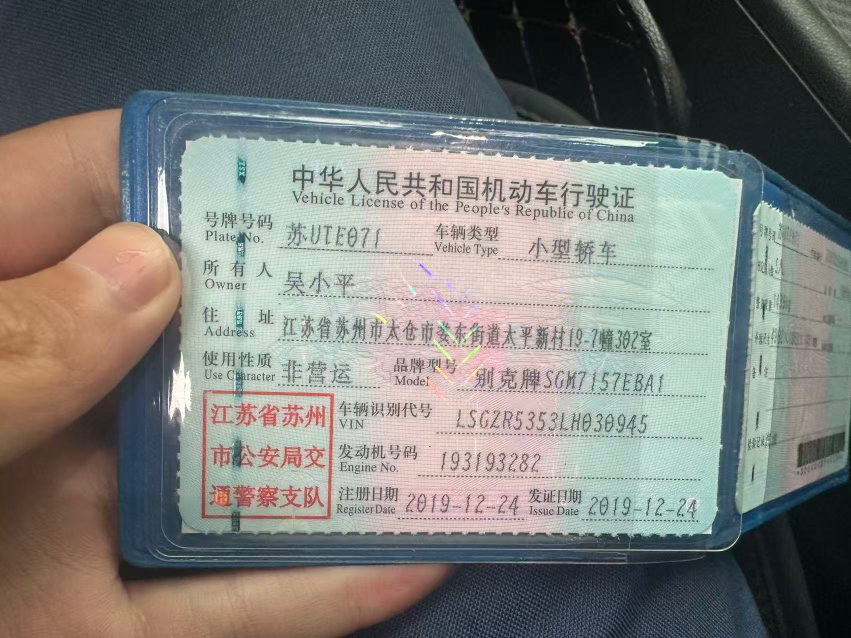 中华人民共和国机动车行驶证
Vehicle License of the People's Republic of China
号牌号码 苏UTE071 车辆类型 小型轿车
Plate No. Vehicle Type
所有人 吴小平
Owner
住址 江苏省苏州市太仓市娄东街道太平新村19-7幢302室
Address
使用性质 非营运 品牌型号 别克牌SGM7157EBA1
Use Character Model
江苏省苏州
市公安局交
通警察支队
车辆识别代号 LSGZR5353LH030945
VIN
发动机号码 193193282
Engine No.
注册日期 2019-12-24 发证日期 2019-12-24
Register Date Issue Date